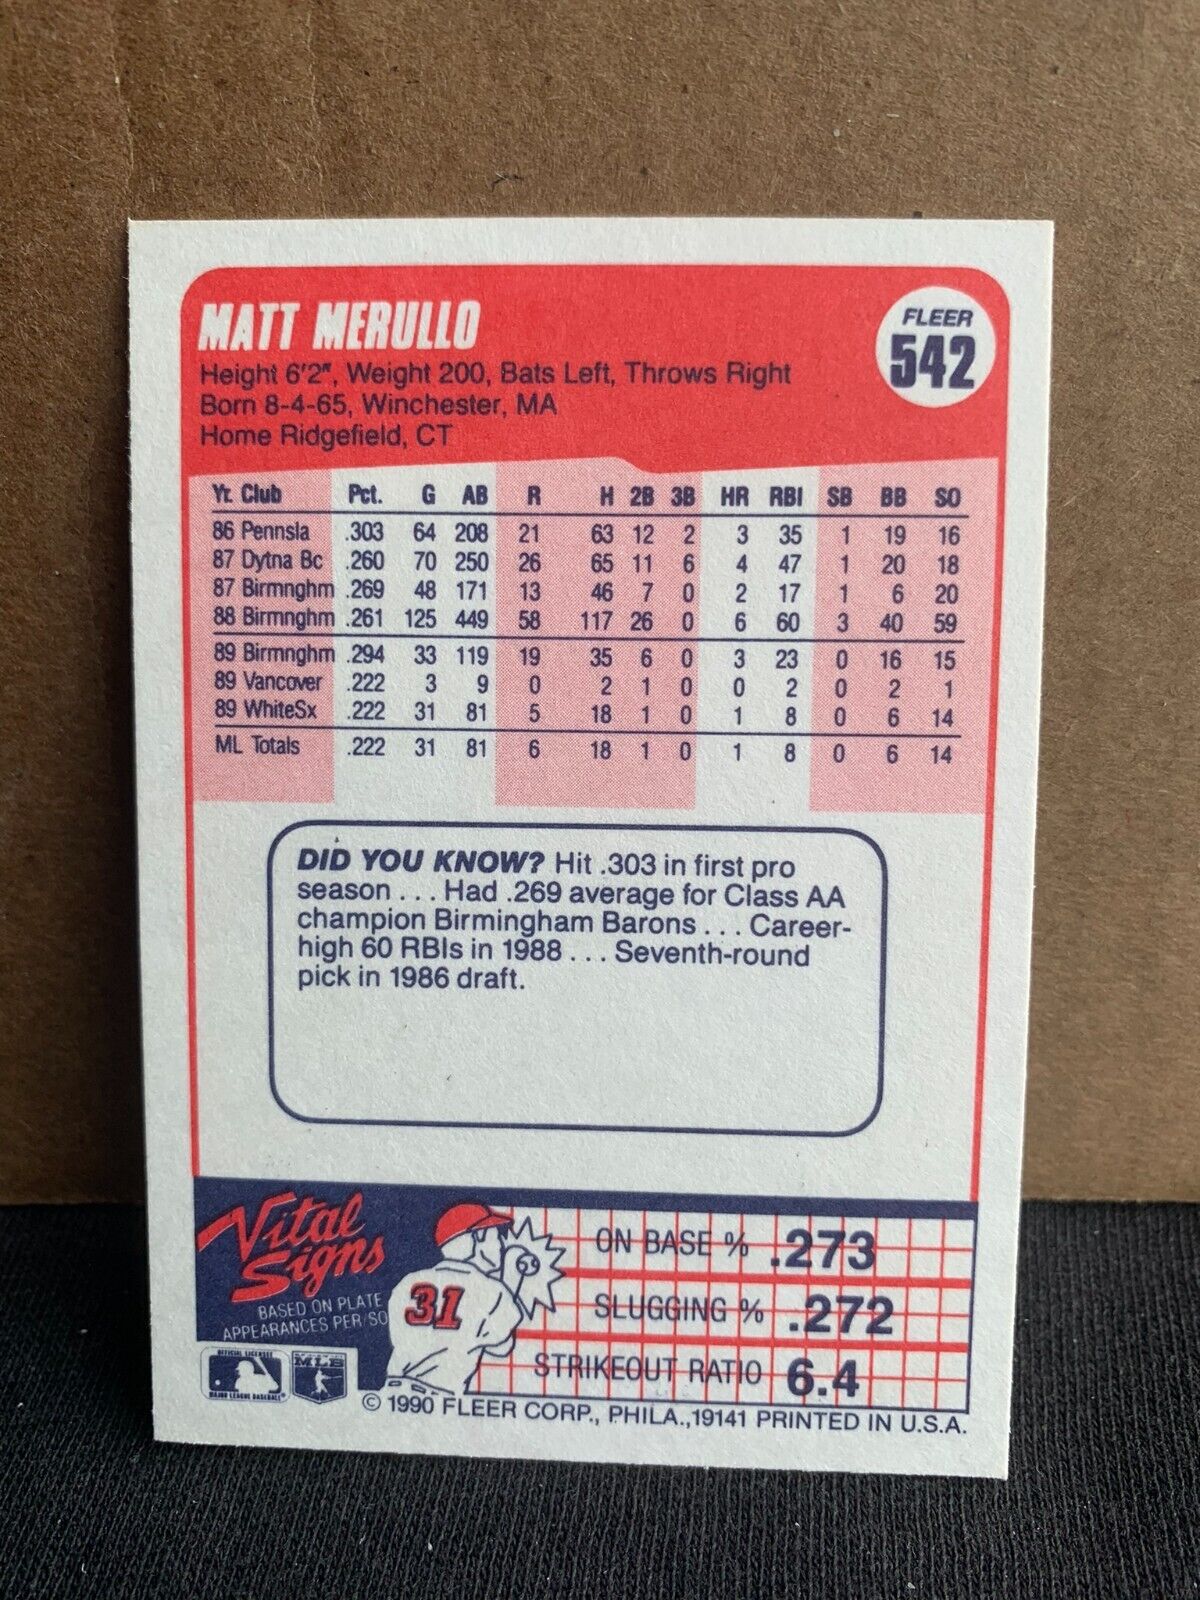 MATT MERULLO
FLEER
542
Height 6'2", Weight 200, Bats Left, Throws Right
Born 8-4-65, Winchester, MA
Home Ridgefield, CT
Yr. Club Pct. G AB R H 2B 3B HR RBI SB BB SO
86 Pennsla .303 64 208 21 63 12 2 3 35 1 19 16
87 Dytna Bc .260 70 250 26 65 11 6 4 47 1 20 18
87 Birmnghm .269 48 171 13 46 7 0 2 17 1 6 20
88 Birmnghm .261 125 449 58 117 26 0 6 60 3 40 59
89 Birmnghm .294 33 119 19 35 6 0 3 23 0 16 15
89 Vancover .222 3 9 0 2 1 0 0 2 0 2 1
89 WhiteSx .222 31 81 5 18 1 0 1 8 0 6 14
ML Totals .222 31 81 6 18 1 0 1 8 0 6 14
DID YOU KNOW? Hit .303 in first pro
season . . . Had .269 average for Class AA
champion Birmingham Barons . . . Career-
high 60 RBIs in 1988 . . . Seventh-round
pick in 1986 draft.
Vital
Signs
BASED ON PLATE
APPEARANCES PER SO
31
ON BASE % .273
SLUGGING % .272
STRIKEOUT RATIO 6.4
OFFICIAL LICENSEE
MAJOR LEAGUE BASEBALL
MLB
© 1990 FLEER CORP., PHILA.,19141 PRINTED IN U.S.A.